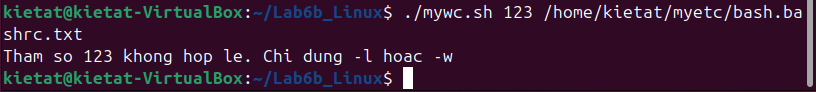 kietat@kietat-VirtualBox:~/Lab6b_Linux$ ./mywc.sh 123 /home/kietat/myetc/bash.ba
shrc.txt
Tham so 123 khong hop le. Chi dung -l hoac -w
kietat@kietat-VirtualBox:~/Lab6b_Linux$